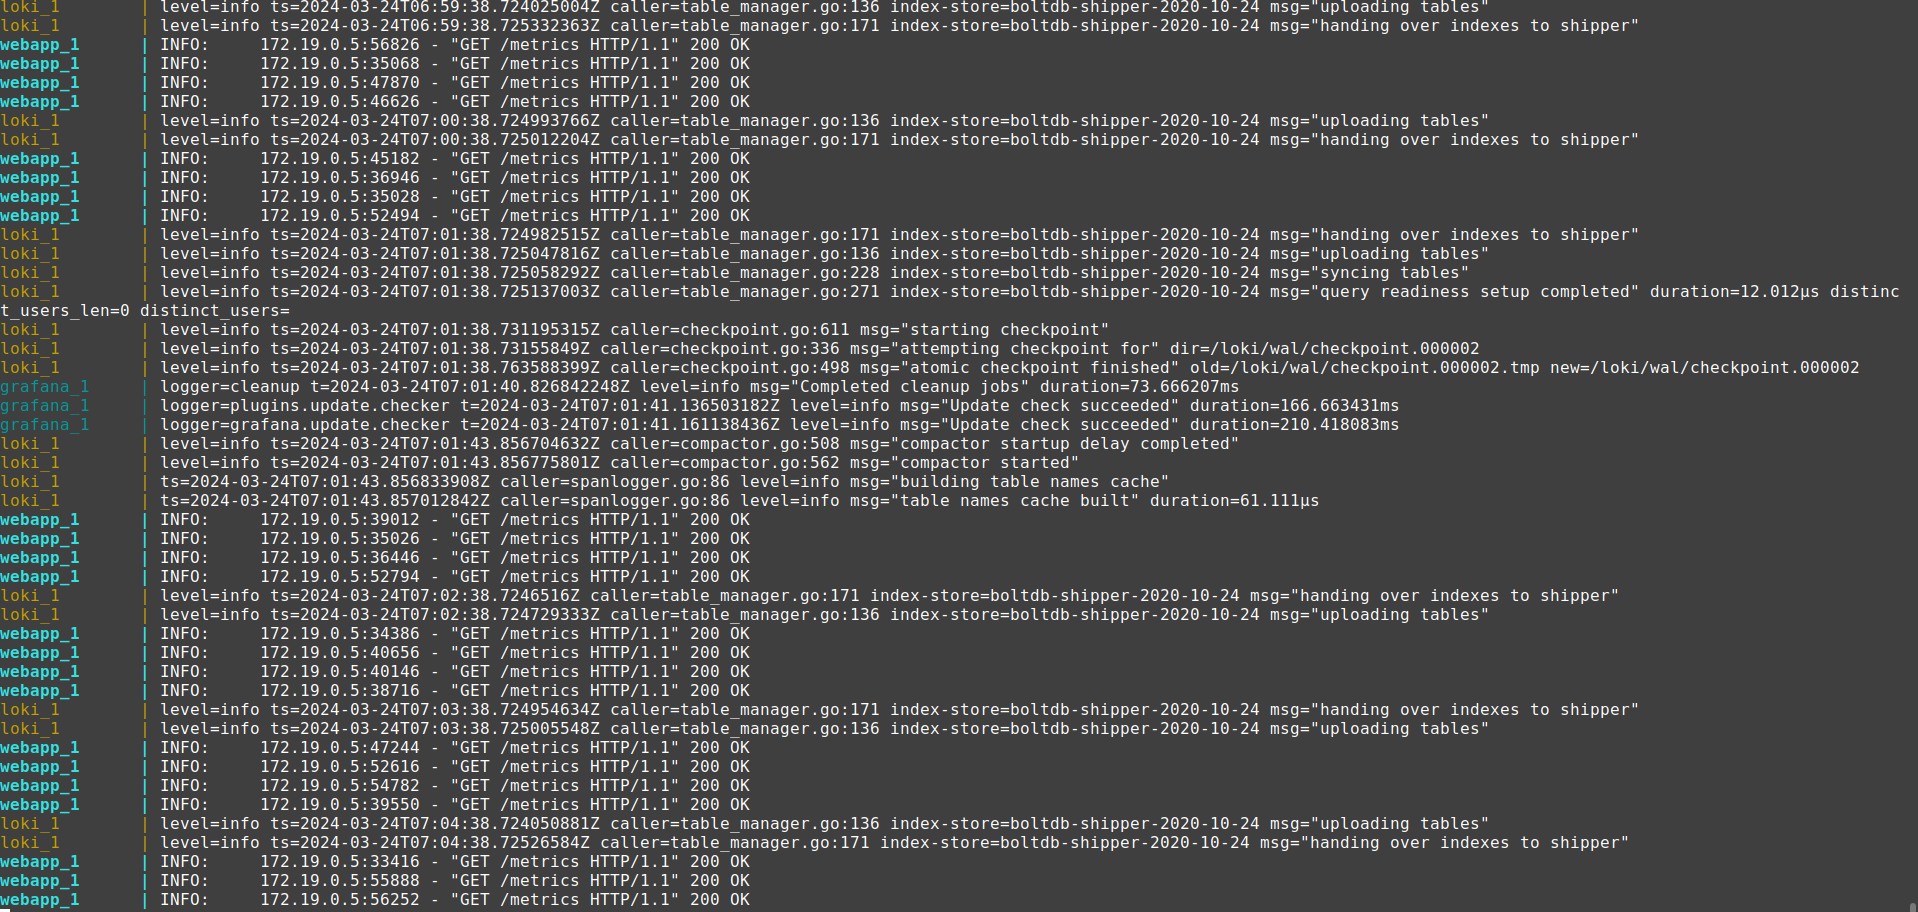 loki_1        | level=info ts=2024-03-24T06:59:38.724025004Z caller=table_manager.go:136 index-store=boltdb-shipper-2020-10-24 msg="uploading tables"
loki_1        | level=info ts=2024-03-24T06:59:38.725332363Z caller=table_manager.go:171 index-store=boltdb-shipper-2020-10-24 msg="handing over indexes to shipper"
webapp_1      | INFO:     172.19.0.5:56826 - "GET /metrics HTTP/1.1" 200 OK
webapp_1      | INFO:     172.19.0.5:35068 - "GET /metrics HTTP/1.1" 200 OK
webapp_1      | INFO:     172.19.0.5:47870 - "GET /metrics HTTP/1.1" 200 OK
webapp_1      | INFO:     172.19.0.5:46626 - "GET /metrics HTTP/1.1" 200 OK
loki_1        | level=info ts=2024-03-24T07:00:38.724993766Z caller=table_manager.go:136 index-store=boltdb-shipper-2020-10-24 msg="uploading tables"
loki_1        | level=info ts=2024-03-24T07:00:38.725012204Z caller=table_manager.go:171 index-store=boltdb-shipper-2020-10-24 msg="handing over indexes to shipper"
webapp_1      | INFO:     172.19.0.5:45182 - "GET /metrics HTTP/1.1" 200 OK
webapp_1      | INFO:     172.19.0.5:36946 - "GET /metrics HTTP/1.1" 200 OK
webapp_1      | INFO:     172.19.0.5:35028 - "GET /metrics HTTP/1.1" 200 OK
webapp_1      | INFO:     172.19.0.5:52494 - "GET /metrics HTTP/1.1" 200 OK
loki_1        | level=info ts=2024-03-24T07:01:38.724982515Z caller=table_manager.go:171 index-store=boltdb-shipper-2020-10-24 msg="handing over indexes to shipper"
loki_1        | level=info ts=2024-03-24T07:01:38.725047816Z caller=table_manager.go:136 index-store=boltdb-shipper-2020-10-24 msg="uploading tables"
loki_1        | level=info ts=2024-03-24T07:01:38.725058292Z caller=table_manager.go:228 index-store=boltdb-shipper-2020-10-24 msg="syncing tables"
loki_1        | level=info ts=2024-03-24T07:01:38.725137003Z caller=table_manager.go:271 index-store=boltdb-shipper-2020-10-24 msg="query readiness setup completed" duration=12.012µs distinc
t_users_len=0 distinct_users=
loki_1        | level=info ts=2024-03-24T07:01:38.731195315Z caller=checkpoint.go:611 msg="starting checkpoint"
loki_1        | level=info ts=2024-03-24T07:01:38.73155849Z caller=checkpoint.go:336 msg="attempting checkpoint for" dir=/loki/wal/checkpoint.000002
loki_1        | level=info ts=2024-03-24T07:01:38.763588399Z caller=checkpoint.go:498 msg="atomic checkpoint finished" old=/loki/wal/checkpoint.000002.tmp new=/loki/wal/checkpoint.000002
grafana_1     | logger=cleanup t=2024-03-24T07:01:40.826842248Z level=info msg="Completed cleanup jobs" duration=73.666207ms
grafana_1     | logger=plugins.update.checker t=2024-03-24T07:01:41.136503182Z level=info msg="Update check succeeded" duration=166.663431ms
grafana_1     | logger=grafana.update.checker t=2024-03-24T07:01:41.161138436Z level=info msg="Update check succeeded" duration=210.418083ms
loki_1        | level=info ts=2024-03-24T07:01:43.856704632Z caller=compactor.go:508 msg="compactor startup delay completed"
loki_1        | level=info ts=2024-03-24T07:01:43.856775801Z caller=compactor.go:562 msg="compactor started"
loki_1        | ts=2024-03-24T07:01:43.856833908Z caller=spanlogger.go:86 level=info msg="building table names cache"
loki_1        | ts=2024-03-24T07:01:43.857012842Z caller=spanlogger.go:86 level=info msg="table names cache built" duration=61.111µs
webapp_1      | INFO:     172.19.0.5:39012 - "GET /metrics HTTP/1.1" 200 OK
webapp_1      | INFO:     172.19.0.5:35026 - "GET /metrics HTTP/1.1" 200 OK
webapp_1      | INFO:     172.19.0.5:36446 - "GET /metrics HTTP/1.1" 200 OK
webapp_1      | INFO:     172.19.0.5:52794 - "GET /metrics HTTP/1.1" 200 OK
loki_1        | level=info ts=2024-03-24T07:02:38.7246516Z caller=table_manager.go:171 index-store=boltdb-shipper-2020-10-24 msg="handing over indexes to shipper"
loki_1        | level=info ts=2024-03-24T07:02:38.724729333Z caller=table_manager.go:136 index-store=boltdb-shipper-2020-10-24 msg="uploading tables"
webapp_1      | INFO:     172.19.0.5:34386 - "GET /metrics HTTP/1.1" 200 OK
webapp_1      | INFO:     172.19.0.5:40656 - "GET /metrics HTTP/1.1" 200 OK
webapp_1      | INFO:     172.19.0.5:40146 - "GET /metrics HTTP/1.1" 200 OK
webapp_1      | INFO:     172.19.0.5:38716 - "GET /metrics HTTP/1.1" 200 OK
loki_1        | level=info ts=2024-03-24T07:03:38.724954634Z caller=table_manager.go:171 index-store=boltdb-shipper-2020-10-24 msg="handing over indexes to shipper"
loki_1        | level=info ts=2024-03-24T07:03:38.725005548Z caller=table_manager.go:136 index-store=boltdb-shipper-2020-10-24 msg="uploading tables"
webapp_1      | INFO:     172.19.0.5:47244 - "GET /metrics HTTP/1.1" 200 OK
webapp_1      | INFO:     172.19.0.5:52616 - "GET /metrics HTTP/1.1" 200 OK
webapp_1      | INFO:     172.19.0.5:54782 - "GET /metrics HTTP/1.1" 200 OK
webapp_1      | INFO:     172.19.0.5:39550 - "GET /metrics HTTP/1.1" 200 OK
loki_1        | level=info ts=2024-03-24T07:04:38.724050881Z caller=table_manager.go:136 index-store=boltdb-shipper-2020-10-24 msg="uploading tables"
loki_1        | level=info ts=2024-03-24T07:04:38.72526584Z caller=table_manager.go:171 index-store=boltdb-shipper-2020-10-24 msg="handing over indexes to shipper"
webapp_1      | INFO:     172.19.0.5:33416 - "GET /metrics HTTP/1.1" 200 OK
webapp_1      | INFO:     172.19.0.5:55888 - "GET /metrics HTTP/1.1" 200 OK
webapp_1      | INFO:     172.19.0.5:56252 - "GET /metrics HTTP/1.1" 200 OK